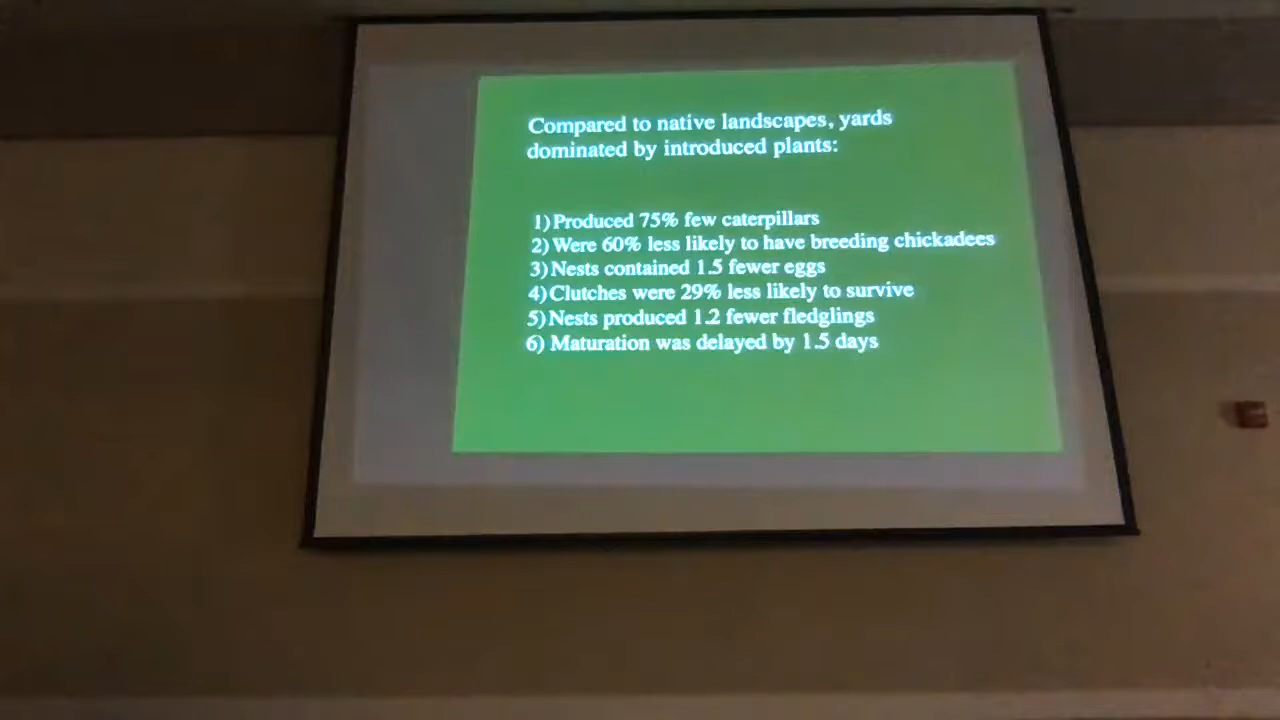 Compared to native landscapes, yards
dominated by introduced plants:
1) Produced 75% few caterpillars
2) Were 60% less likely to have breeding chickadees
3) Nests contained 1.5 fewer eggs
4) Clutches were 29% less likely to survive
5) Nests produced 1.2 fewer fledglings
6) Maturation was delayed by 1.5 days